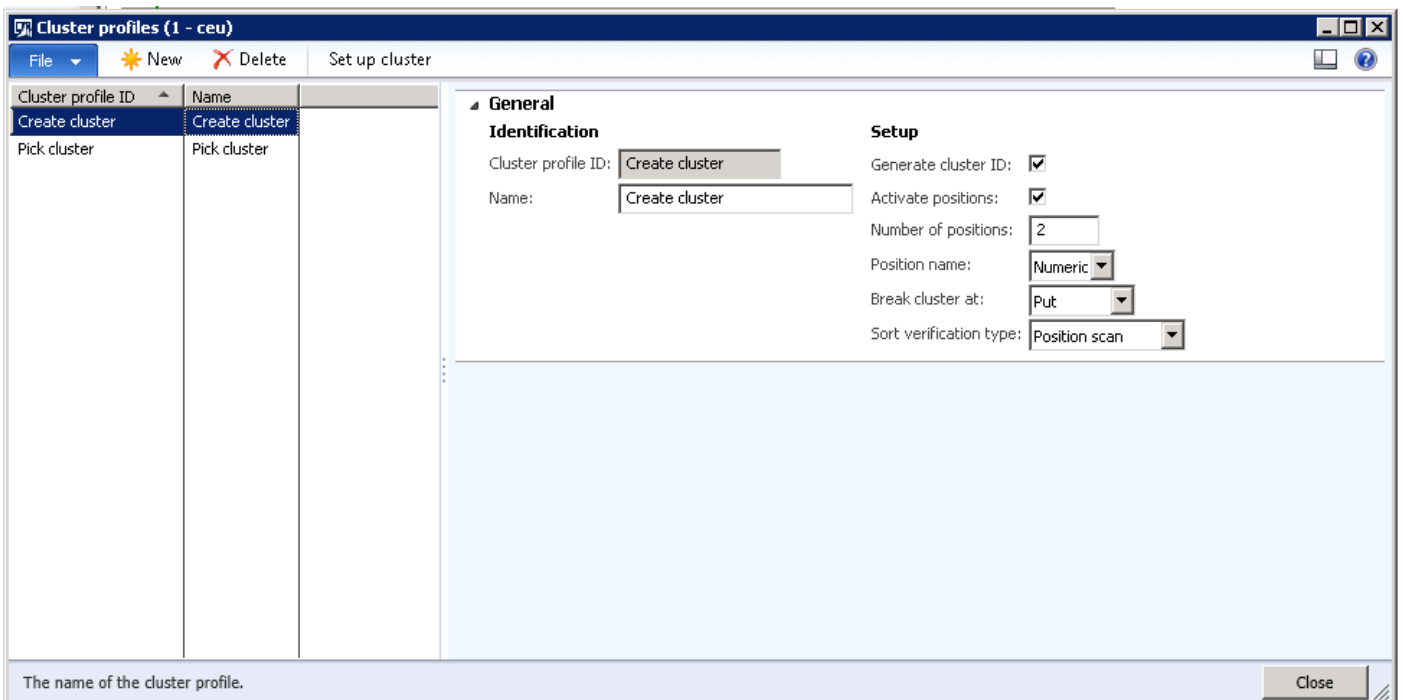 Cluster profiles (1 - ceu)
File New Delete Set up cluster
Cluster profile ID Name
Create cluster Create cluster
Pick cluster Pick cluster
General
Identification
Cluster profile ID: Create cluster
Name: Create cluster
Setup
Generate cluster ID:
Activate positions:
Number of positions: 2
Position name: Numeric
Break cluster at: Put
Sort verification type: Position scan
The name of the cluster profile.
Close